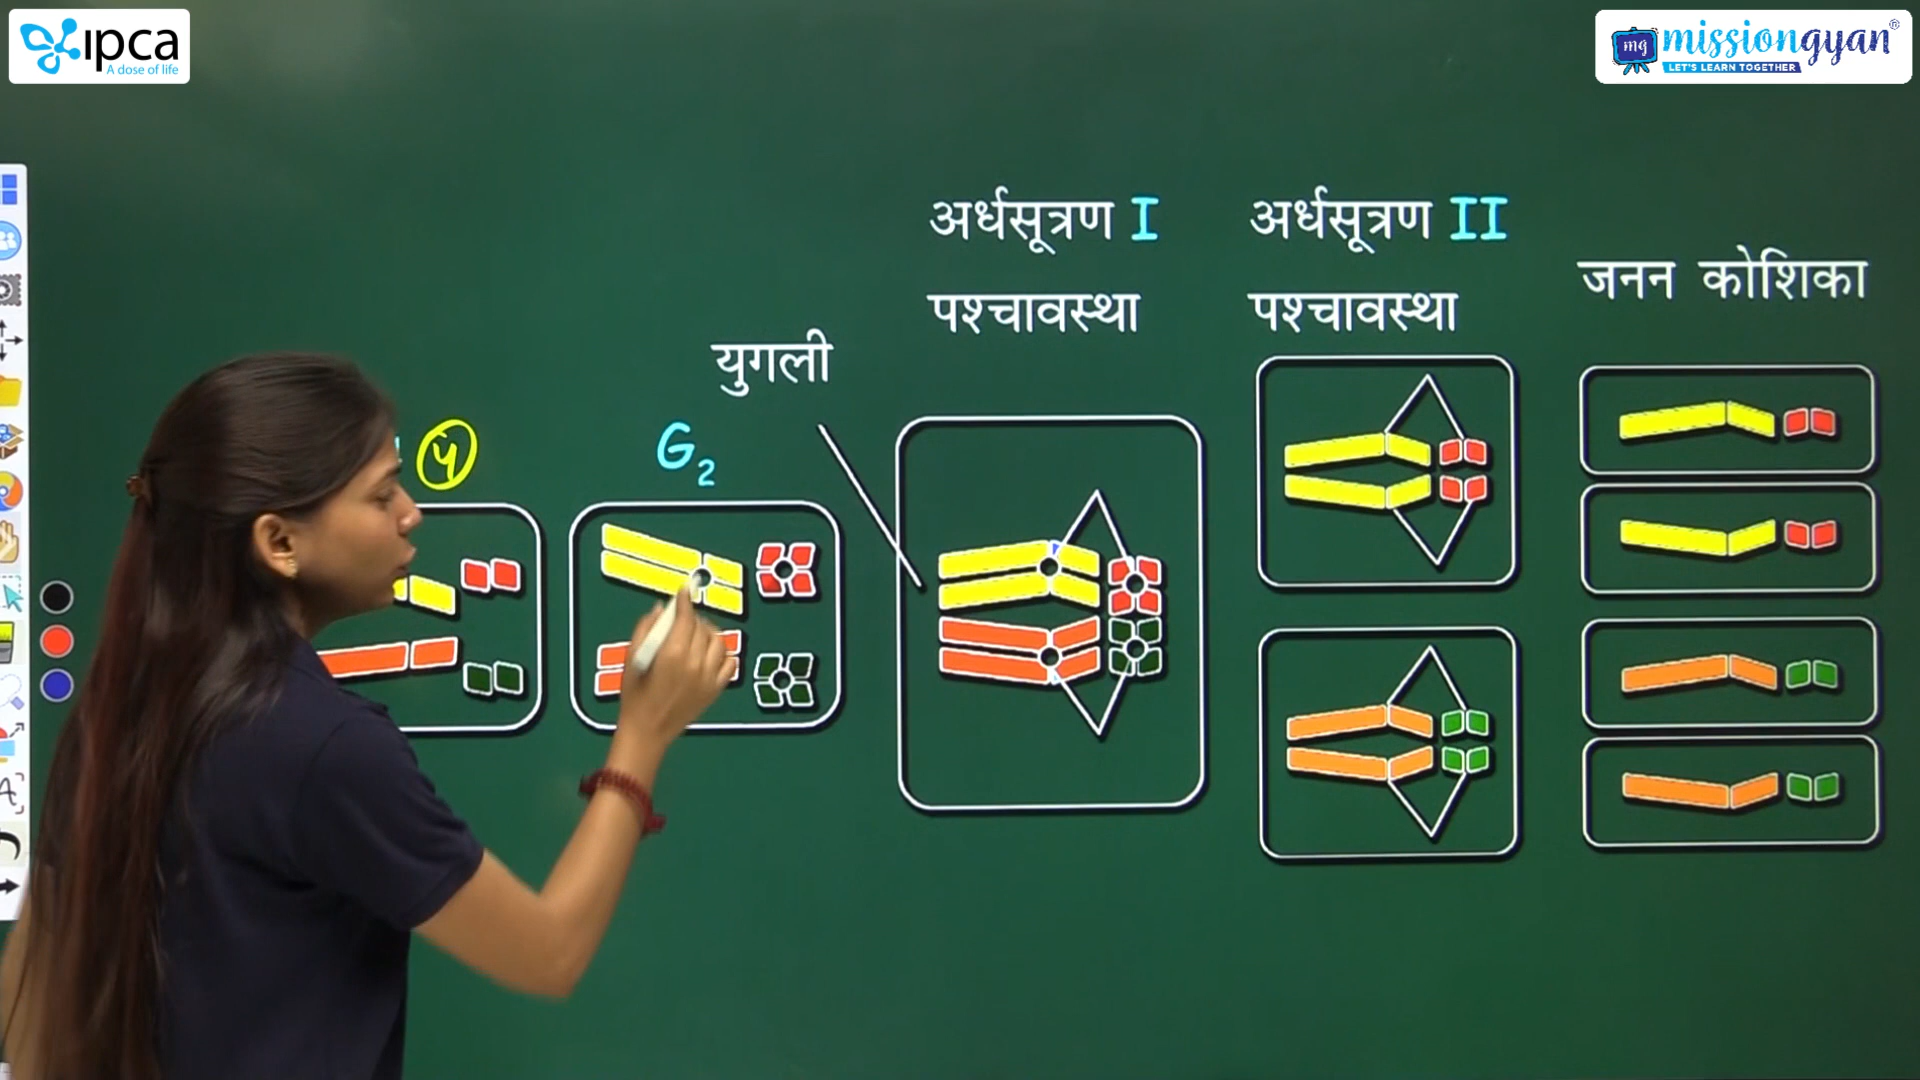 ipca
A dose of life
mg missiongyan®
LET'S LEARN TOGETHER
अर्धसूत्रण I
पश्चावस्था
अर्धसूत्रण II
पश्चावस्था
जनन कोशिका
युगली
G2